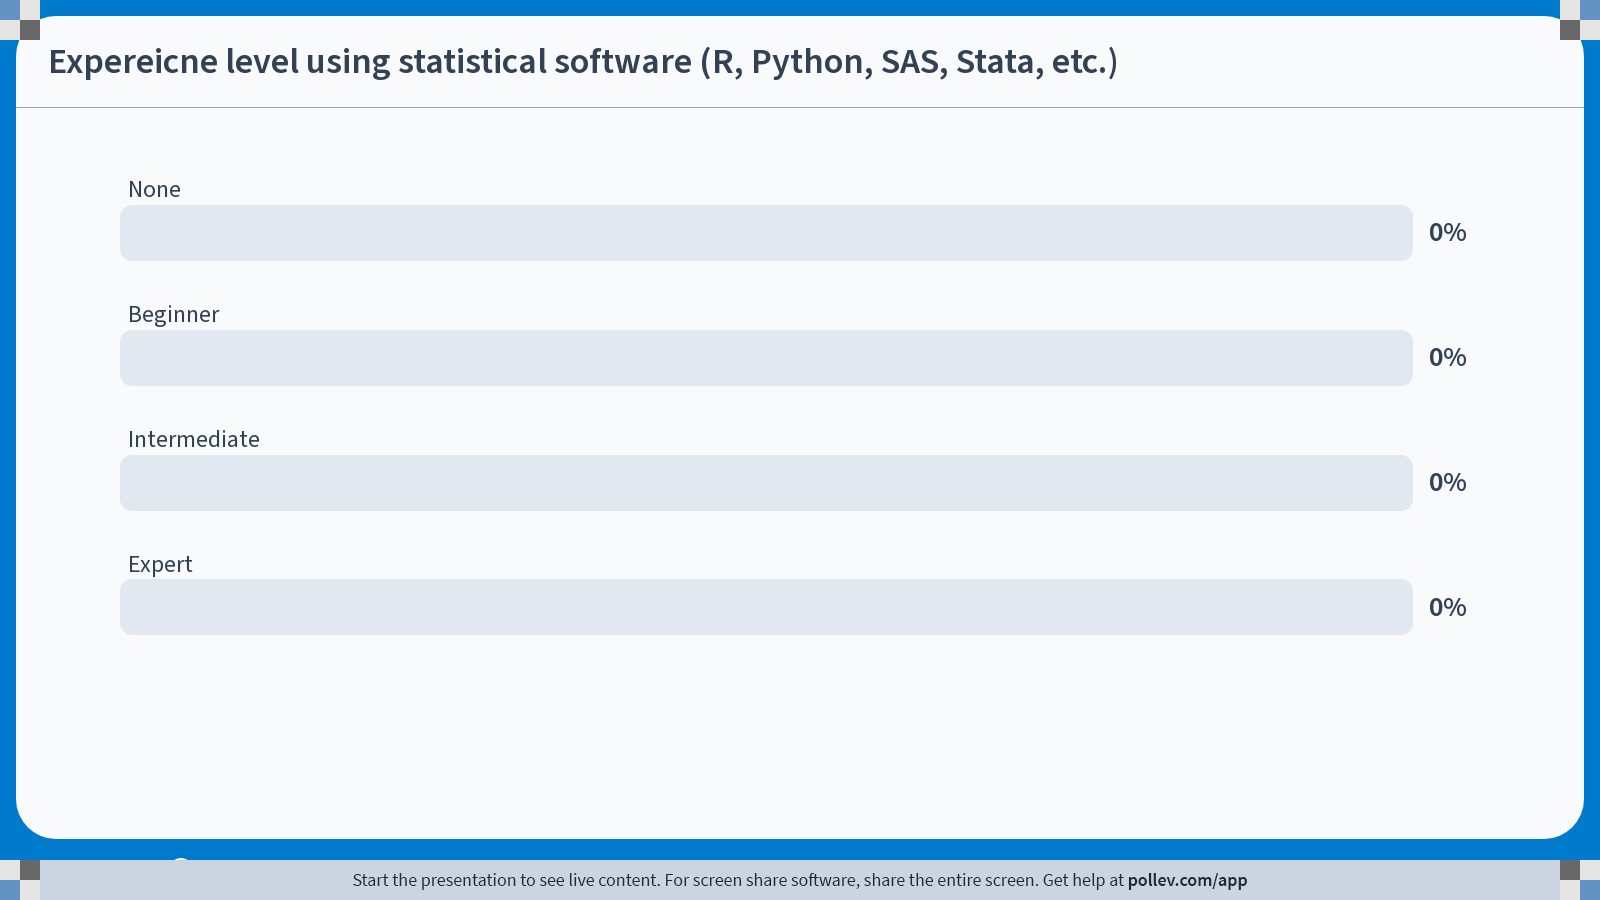 Expereicne level using statistical software (R, Python, SAS, Stata, etc.)
None
0%
Beginner
0%
Intermediate
0%
Expert
0%
Start the presentation to see live content. For screen share software, share the entire screen. Get help at pollev.com/app